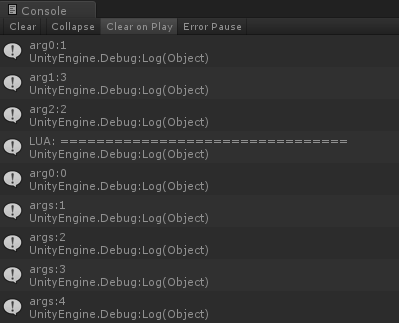 Console
Clear Collapse Clear on Play Error Pause
arg0:1
UnityEngine.Debug:Log(Object)
arg1:3
UnityEngine.Debug:Log(Object)
arg2:2
UnityEngine.Debug:Log(Object)
LUA: ================================
UnityEngine.Debug:Log(Object)
arg0:0
UnityEngine.Debug:Log(Object)
args:1
UnityEngine.Debug:Log(Object)
args:2
UnityEngine.Debug:Log(Object)
args:3
UnityEngine.Debug:Log(Object)
args:4
UnityEngine.Debug:Log(Object)